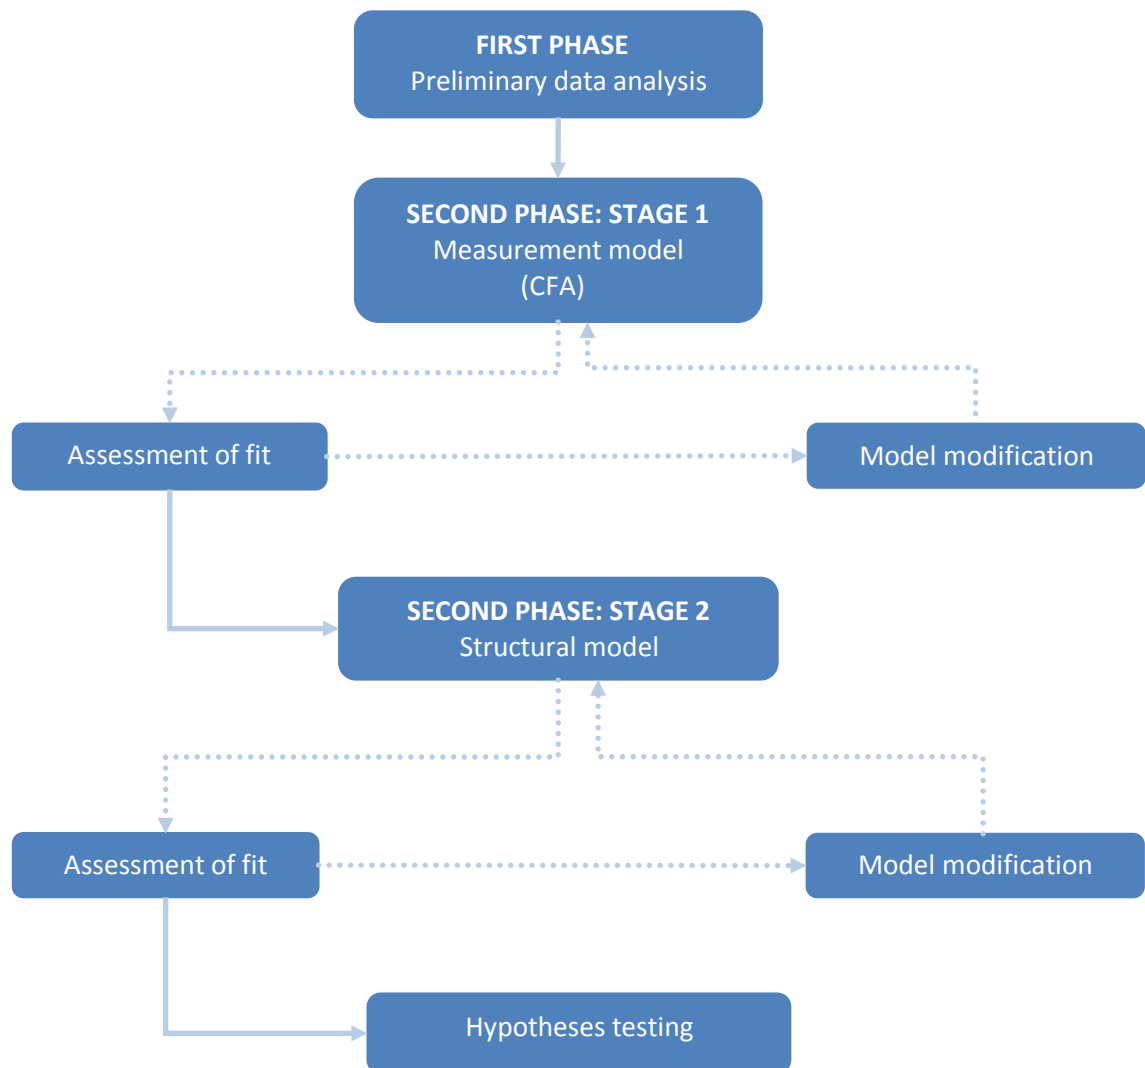 FIRST PHASE
Preliminary data analysis
SECOND PHASE: STAGE 1
Measurement model
(CFA)
Assessment of fit
Model modification
SECOND PHASE: STAGE 2
Structural model
Assessment of fit
Model modification
Hypotheses testing